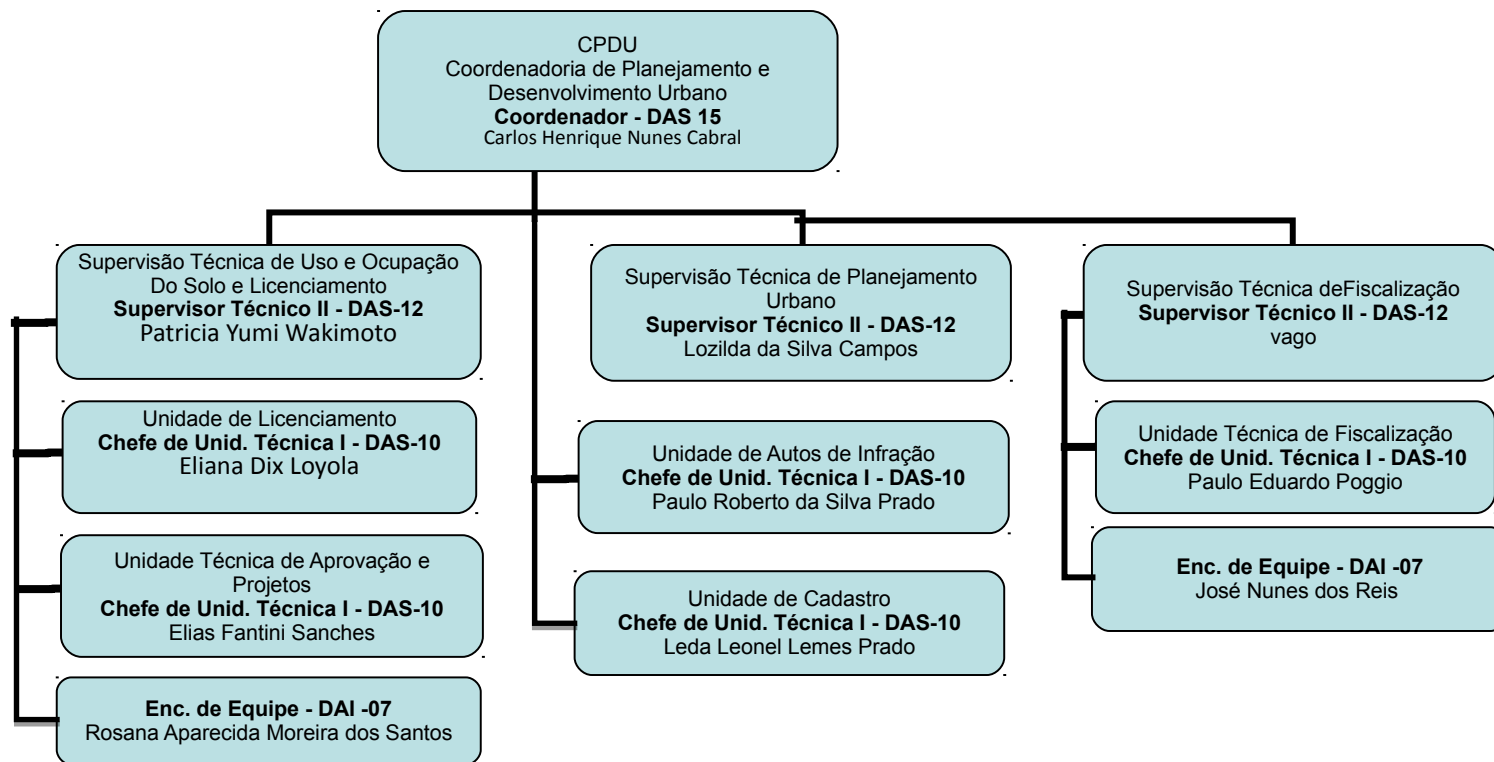 CPDU
Coordenadoria de Planejamento e
Desenvolvimento Urbano
Coordenador - DAS 15
Carlos Henrique Nunes Cabral
Supervisão Técnica de Uso e Ocupação
Do Solo e Licenciamento
Supervisor Técnico II - DAS-12
Patricia Yumi Wakimoto
Unidade de Licenciamento
Chefe de Unid. Técnica I - DAS-10
Eliana Dix Loyola
Unidade Técnica de Aprovação e
Projetos
Chefe de Unid. Técnica I - DAS-10
Elias Fantini Sanches
Enc. de Equipe - DAI -07
Rosana Aparecida Moreira dos Santos
Supervisão Técnica de Planejamento
Urbano
Supervisor Técnico II - DAS-12
Lozilda da Silva Campos
Unidade de Autos de Infração
Chefe de Unid. Técnica I - DAS-10
Paulo Roberto da Silva Prado
Unidade de Cadastro
Chefe de Unid. Técnica I - DAS-10
Leda Leonel Lemes Prado
Supervisão Técnica deFiscalização
Supervisor Técnico II - DAS-12
vago
Unidade Técnica de Fiscalização
Chefe de Unid. Técnica I - DAS-10
Paulo Eduardo Poggio
Enc. de Equipe - DAI -07
José Nunes dos Reis